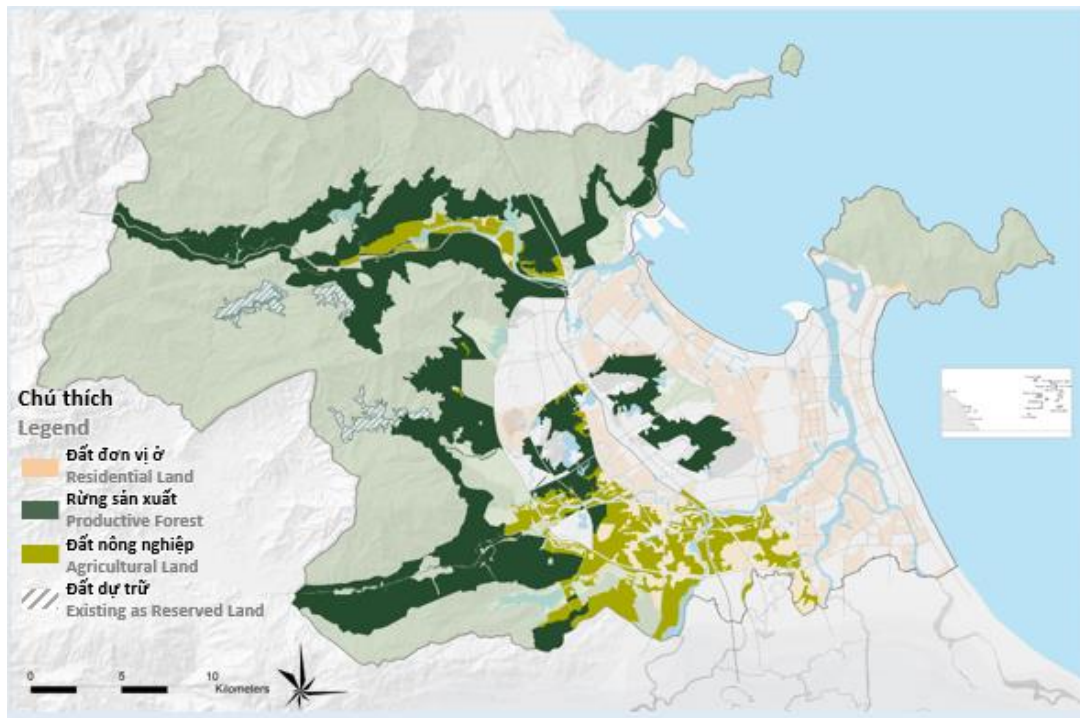 Chú thích
Legend
Đất đơn vị ở
Residential Land
Rừng sản xuất
Productive Forest
Đất nông nghiệp
Agricultural Land
Đất dự trữ
Existing as Reserved Land
0 5 10
Kilometers